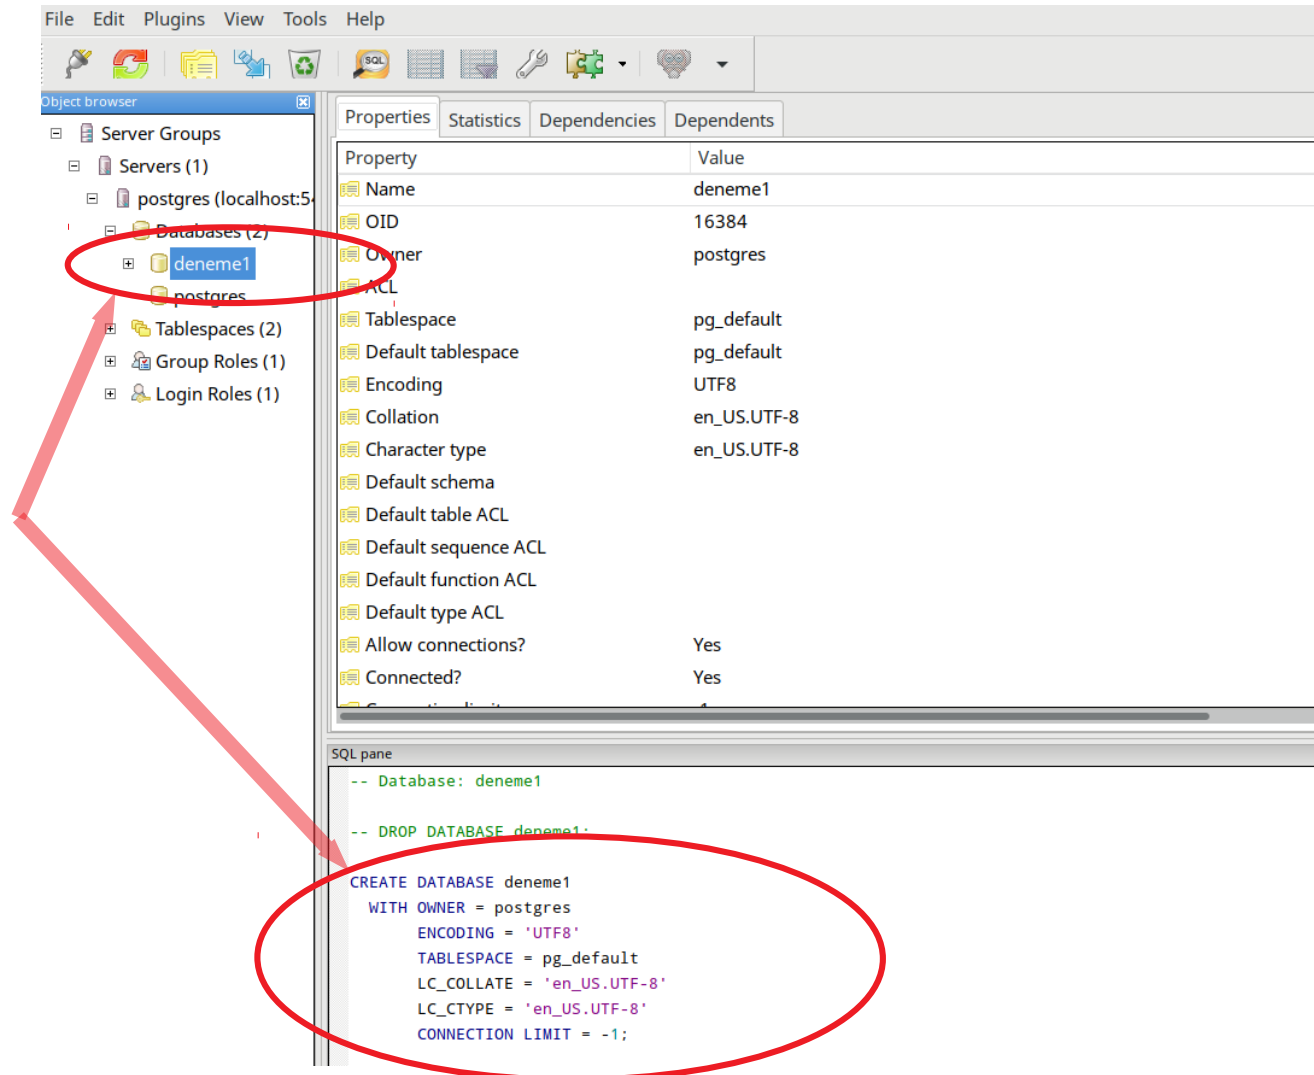 File Edit Plugins View Tools Help
SQL
Object browser
Server Groups
Servers (1)
postgres (localhost:54
Databases (2)
deneme1
postgres
Tablespaces (2)
Group Roles (1)
Login Roles (1)
Properties Statistics Dependencies Dependents
Property Value
Name deneme1
OID 16384
Owner postgres
ACL
Tablespace pg_default
Default tablespace pg_default
Encoding UTF8
Collation en_US.UTF-8
Character type en_US.UTF-8
Default schema
Default table ACL
Default sequence ACL
Default function ACL
Default type ACL
Allow connections? Yes
Connected? Yes
SQL pane
-- Database: deneme1
-- DROP DATABASE deneme1;
CREATE DATABASE deneme1
WITH OWNER = postgres
ENCODING = 'UTF8'
TABLESPACE = pg_default
LC_COLLATE = 'en_US.UTF-8'
LC_CTYPE = 'en_US.UTF-8'
CONNECTION LIMIT = -1;